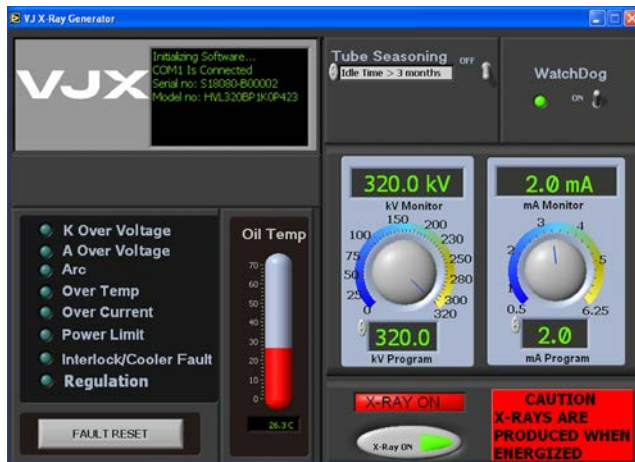 VJ X-Ray Generator
VJX
Initializing Software...
COM1 Is Connected
Serial no: S18080-B00002
Model no: HVL320BP1K0P423
Tube Seasoning
OFF
Idle Time > 3 months
WatchDog
ON
K Over Voltage
A Over Voltage
Arc
Over Temp
Over Current
Power Limit
Interlock/Cooler Fault
Regulation
FAULT RESET
Oil Temp
70
60
50
40
30
20
10
0
26.3 C
320.0 kV
kV Monitor
0
25
50
75
100
150
200
230
250
280
300
320
320.0
kV Program
2.0 mA
mA Monitor
0.5
1
2
3
4
5
6.25
2.0
mA Program
X-RAY ON
X-Ray ON
CAUTION
X-RAYS ARE
PRODUCED WHEN
ENERGIZED